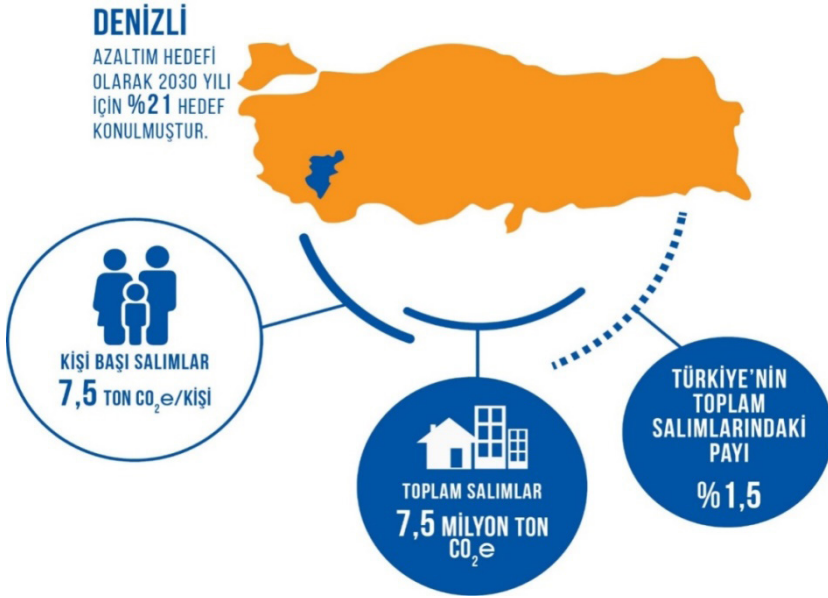 DENİZLİ
AZALTIM HEDEFİ
OLARAK 2030 YILI
İÇİN %21 HEDEF
KONULMUŞTUR.
KİŞİ BAŞI SALIMLAR
7,5 TON CO₂e/KİŞİ
TOPLAM SALIMLAR
7,5 MİLYON TON
CO₂e
TÜRKİYE'NİN
TOPLAM
SALIMLARINDAKİ
PAYI
%1,5